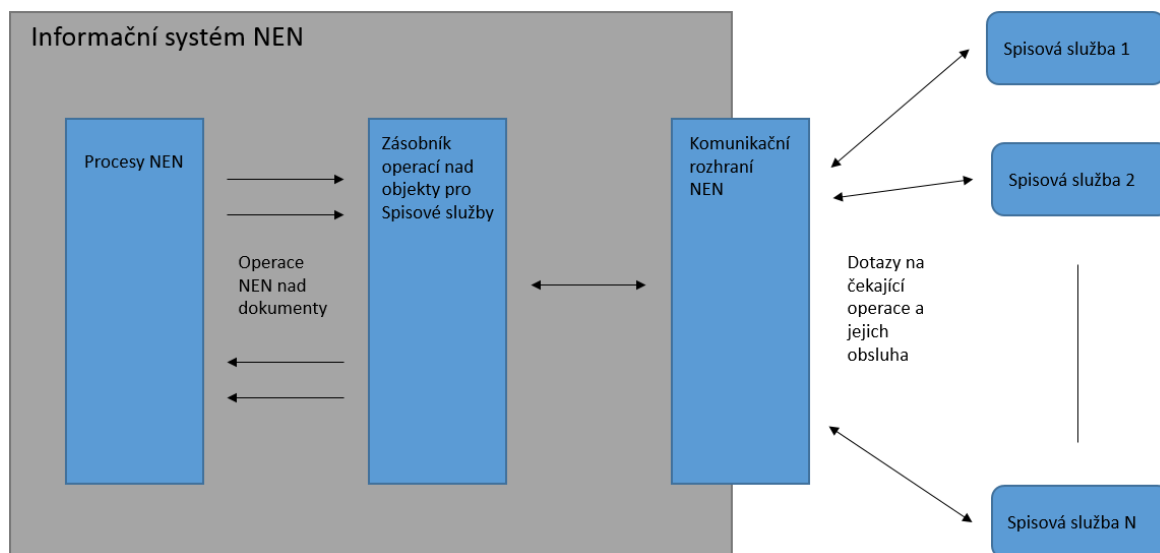 Informační systém NEN
Procesy NEN
Operace
NEN nad
dokumenty
Zásobník
operací nad
objekty pro
Spisové služby
Komunikační
rozhraní
NEN
Dotazy na
čekající
operace a
jejich
obsluha
Spisová služba 1
Spisová služba 2
Spisová služba N